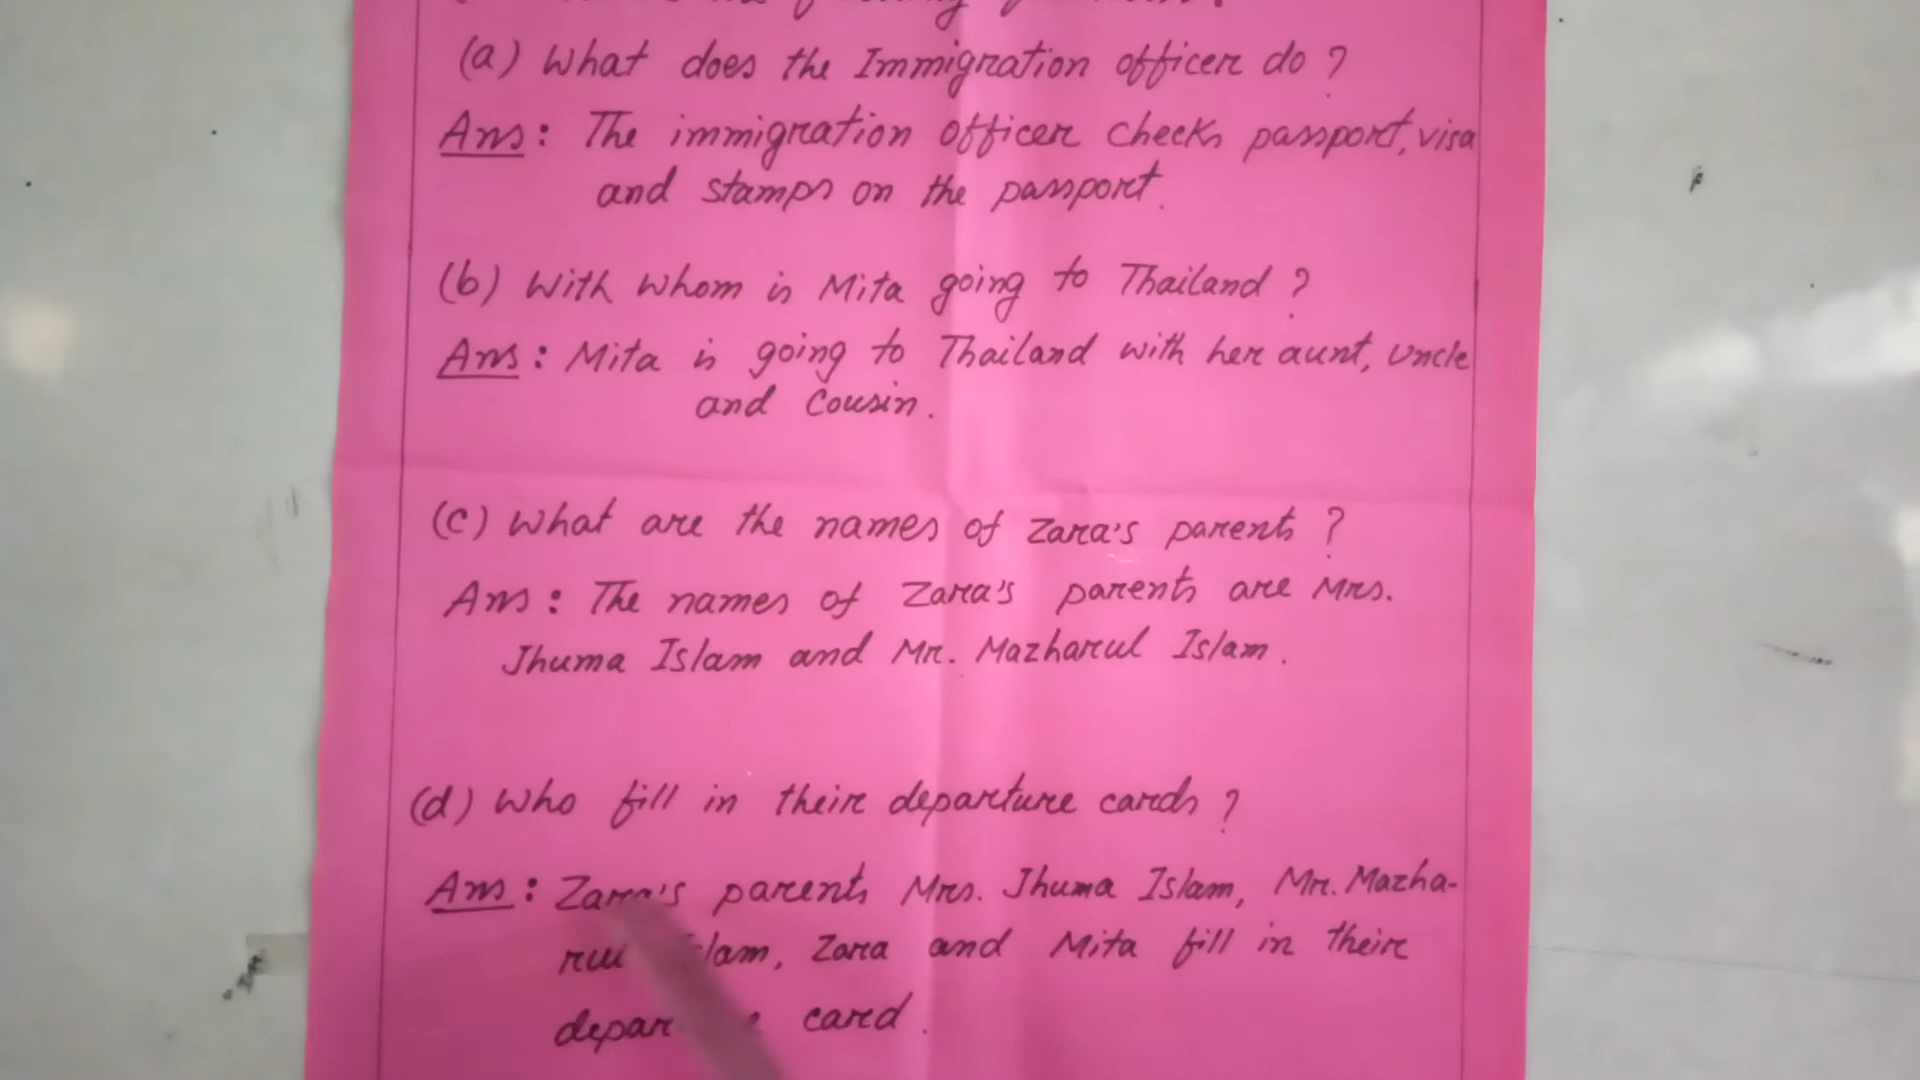 (a) What does the Immigration officer do ?
Ans : The immigration officer checks passport, visa
and stamps on the passport.
(b) With whom is Mita going to Thailand ?
Ans : Mita is going to Thailand with her aunt, uncle
and cousin.
(c) What are the names of Zara's parents ?
Ans : The names of Zara's parents are Mrs.
Jhuma Islam and Mr. Mazharul Islam.
(d) Who fill in their departure cards ?
Ans : Zara's parents Mrs. Jhuma Islam, Mr. Mazha-
Zara and Mita fill in their
card.